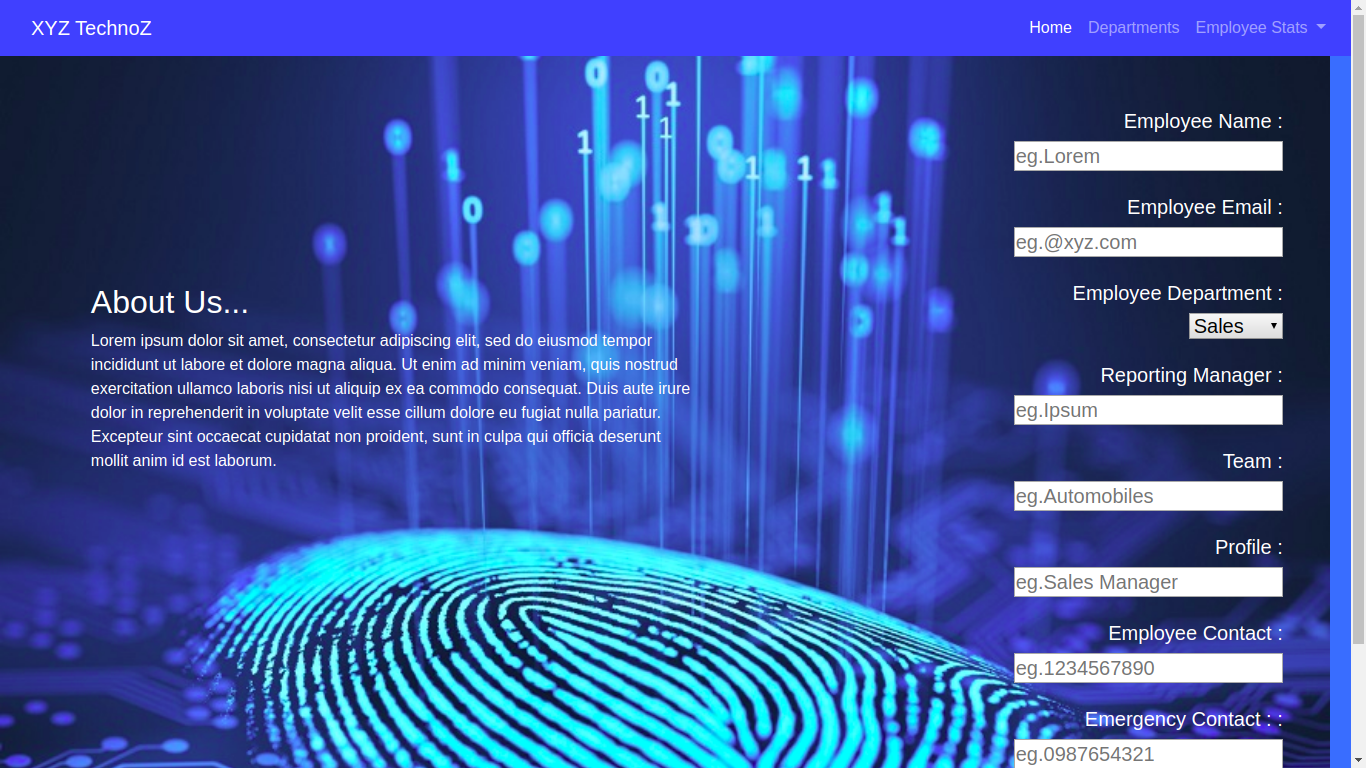 XYZ TechnoZ
Home Departments Employee Stats
Employee Name :
eg.Lorem
Employee Email :
eg.@xyz.com
Employee Department :
Sales
Reporting Manager :
eg.Ipsum
Team :
eg.Automobiles
Profile :
eg.Sales Manager
Employee Contact :
eg.1234567890
Emergency Contact : :
eg.0987654321
About Us...
Lorem ipsum dolor sit amet, consectetur adipiscing elit, sed do eiusmod tempor
incididunt ut labore et dolore magna aliqua. Ut enim ad minim veniam, quis nostrud
exercitation ullamco laboris nisi ut aliquip ex ea commodo consequat. Duis aute irure
dolor in reprehenderit in voluptate velit esse cillum dolore eu fugiat nulla pariatur.
Excepteur sint occaecat cupidatat non proident, sunt in culpa qui officia deserunt
mollit anim id est laborum.